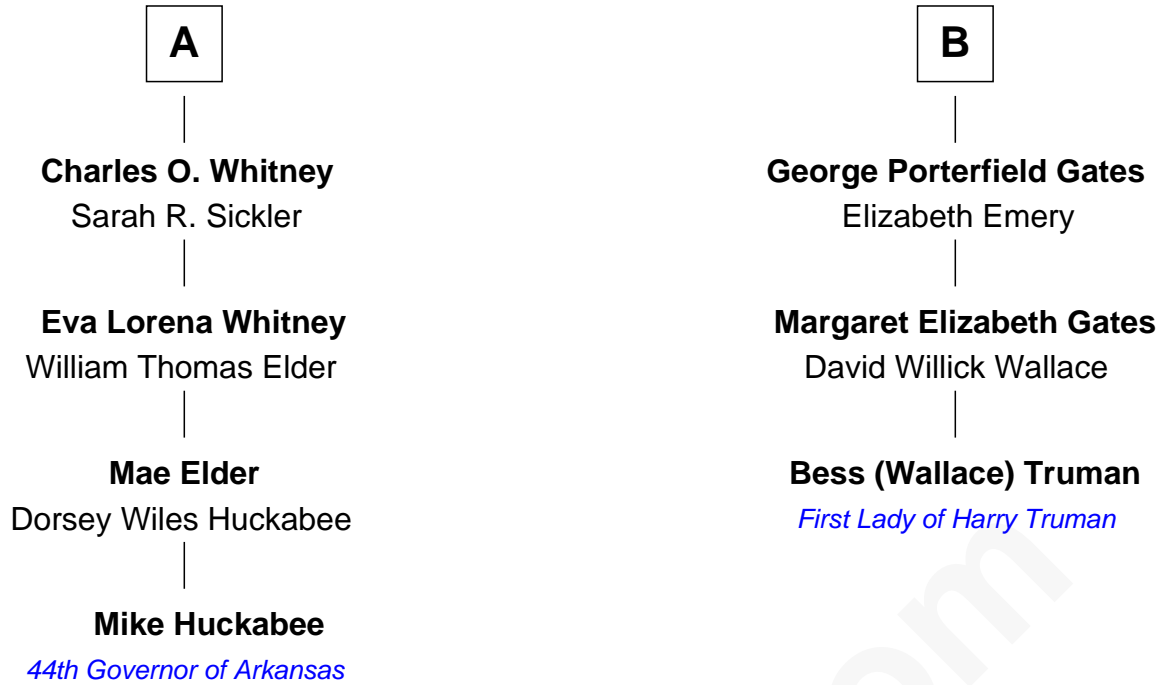 A
Charles O. Whitney
Sarah R. Sickler
Eva Lorena Whitney
William Thomas Elder
Mae Elder
Dorsey Wiles Huckabee
Mike Huckabee
44th Governor of Arkansas
B
George Porterfield Gates
Elizabeth Emery
Margaret Elizabeth Gates
David Willick Wallace
Bess (Wallace) Truman
First Lady of Harry Truman
om